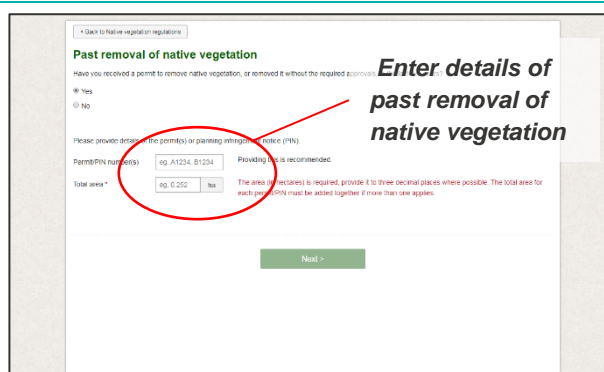 < Back to Native vegetation regulations
Past removal of native vegetation
Have you received a permit to remove native vegetation, or removed it without the required approvals,
Yes
No
Enter details of
past removal of
native vegetation
Please provide details of the permit(s) or planning infringement notice (PIN).
Permit/PIN number(s)
eg. A1234, B1234
Providing this is recommended.
Total area *
eg. 0.252
ha
The area (in hectares) is required, provide it to three decimal places where possible. The total area for
each permit/PIN must be added together if more than one applies.
Next >